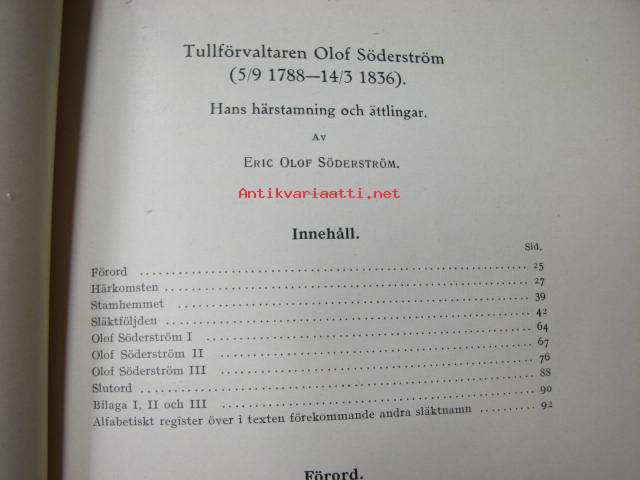 Tullförvaltaren Olof Söderström
(5/9 1788—14/3 1836).
Hans härstamning och ättlingar.
Av
Eric Olof Söderström.
Antikvariaatti.net
Innehåll.
Sid.
Förord 25
Härkomsten 27
Stamhemmet 39
Släktföljden 42
Olof Söderström I 64
Olof Söderström II 67
Olof Söderström III 76
Slutord 88
Bilaga I, II och III 90
Alfabetiskt register över i texten förekommande andra släktnamn 92
Förord.